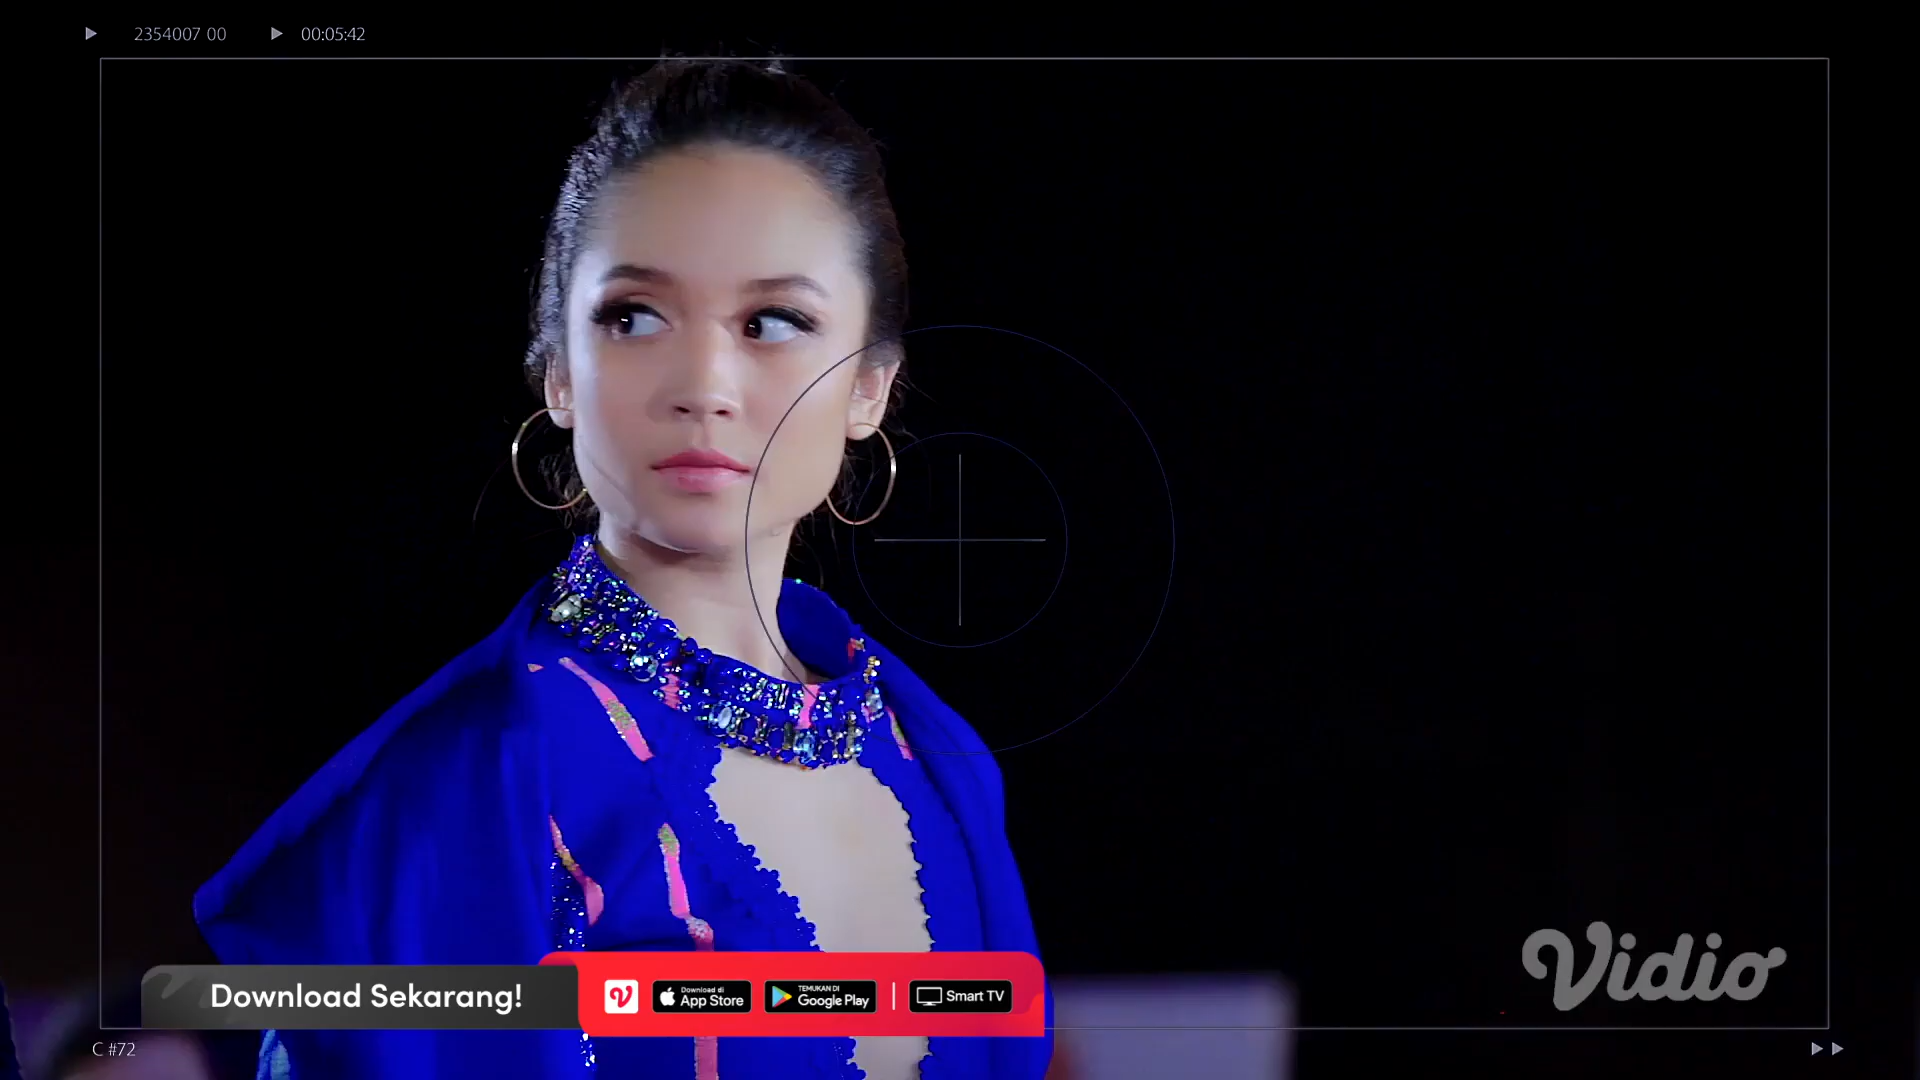 2354007 00 00:05:42
Vidio
Download Sekarang!
Download di
App Store
TEMUKAN DI
Google Play
Smart TV
C #72